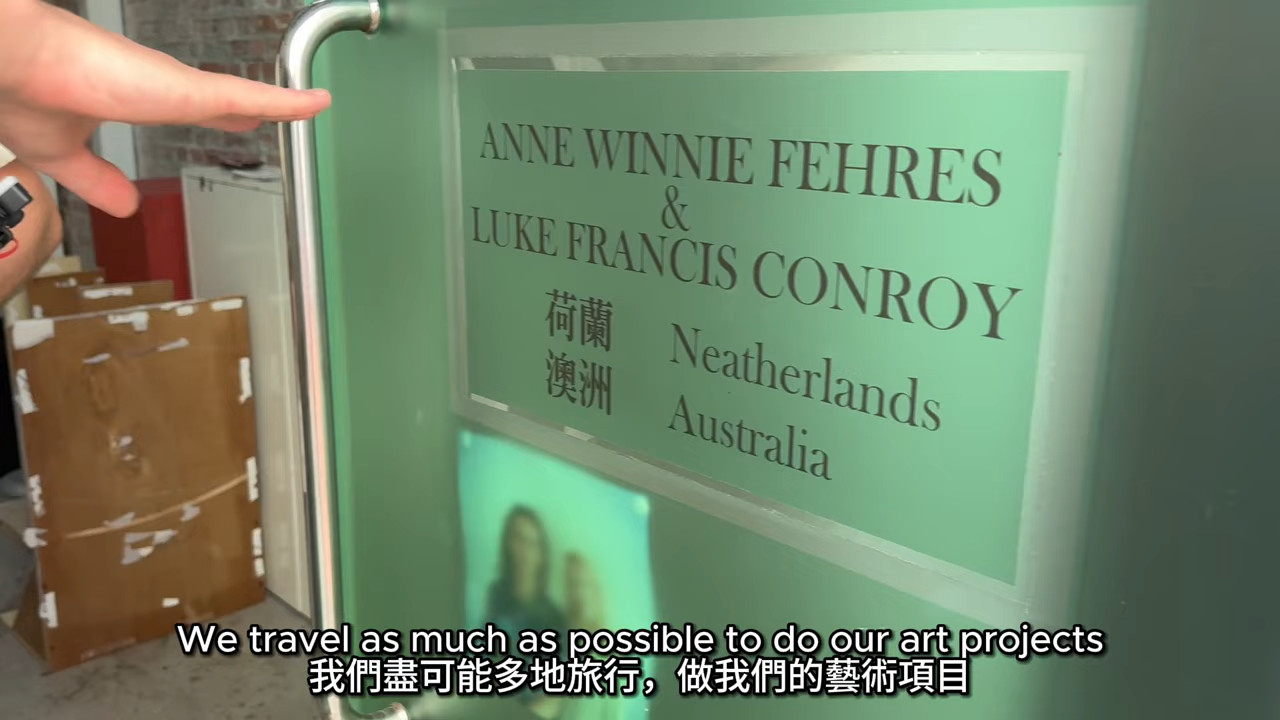 ANNE WINNIE FEHRES
&
LUKE FRANCIS CONROY
荷蘭 Neatherlands
澳洲 Australia
We travel as much as possible to do our art projects
我們盡可能多地旅行，做我們的藝術項目